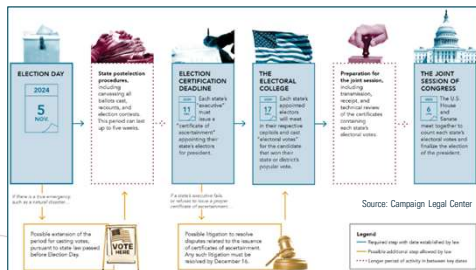 ELECTION DAY
2024
5
NOV.
State postelection
procedures,
including
canvassing all
ballots cast,
recounts, and
election contests.
This period can last
up to five weeks.
ELECTION
CERTIFICATION
DEADLINE
11
Each state's
"executive"
must
issue a
"certificate of
ascertainment"
appointing their
state's electors
for president.
THE
ELECTORAL
COLLEGE
17
Each state's
appointed
electors
will meet
in their respective
capitols and cast
"electoral votes"
for the candidate
that won their
state or district's
popular vote.
Preparation for
the joint session,
including
transmission,
receipt, and
technical review of
the certificates
containing
each state's
electoral votes.
THE JOINT
SESSION OF
CONGRESS
6
The U.S.
House
and
Senate
meet together to
count each state's
electoral votes and
finalize the election
of the president.
If there is a true emergency
such as a natural disaster...
If a state's executive fails
or refuses to issue a proper
certificate of ascertainment...
Source: Campaign Legal Center
Possible extension of the
period for casting votes,
pursuant to state law passed
before Election Day.
VOTE
HERE
Possible litigation to resolve
disputes related to the issuance
of certificates of ascertainment.
Any such litigation must be
resolved by December 16.
Legend
Required step with date established by law
Possible additional step allowed by law
Longer period of activity in between key dates